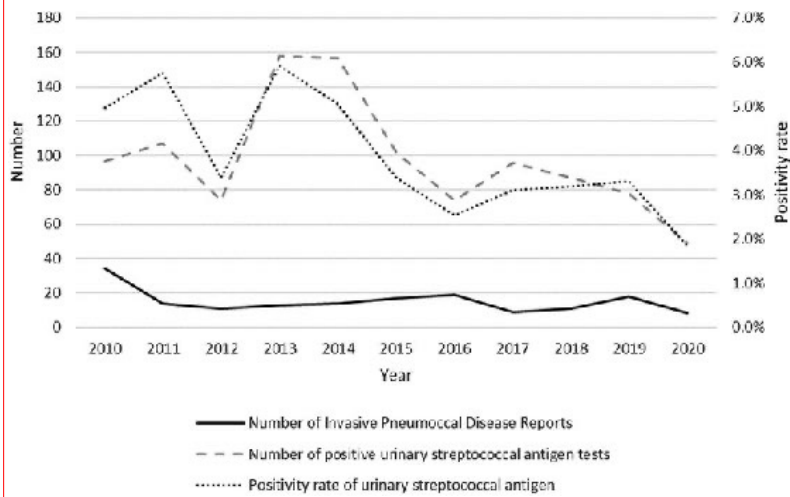 180
160
140
120
100
80
60
40
20
0
Number
7.0%
6.0%
5.0%
4.0%
3.0%
2.0%
1.0%
0.0%
Positivity rate
2010 2011 2012 2013 2014 2015 2016 2017 2018 2019 2020
Year
Number of Invasive Pneumoccal Disease Reports
Number of positive urinary streptococcal antigen tests
Positivity rate of urinary streptococcal antigen